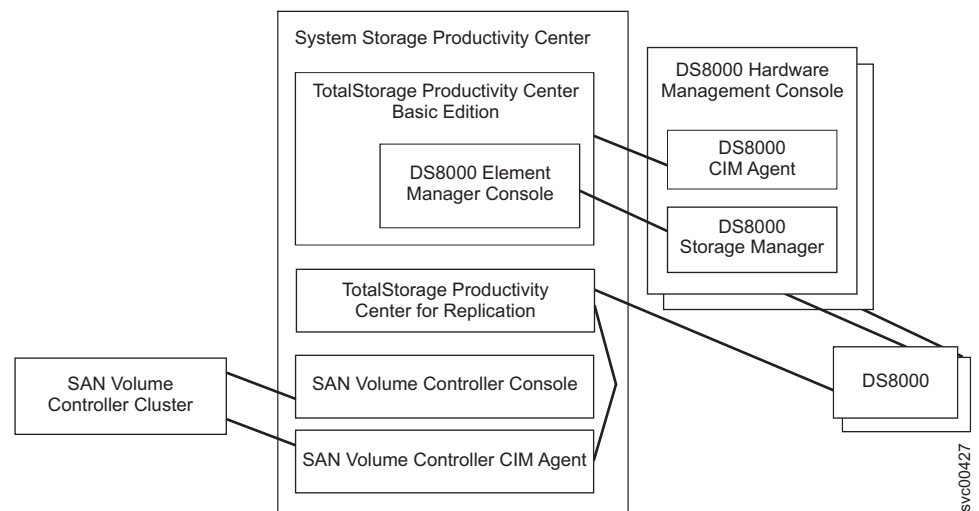 System Storage Productivity Center
TotalStorage Productivity Center
Basic Edition
DS8000 Element
Manager Console
DS8000 Hardware
Management Console
DS8000
CIM Agent
DS8000
Storage Manager
TotalStorage Productivity
Center for Replication
SAN Volume
Controller Cluster
SAN Volume Controller Console
SAN Volume Controller CIM Agent
DS8000
svc00427